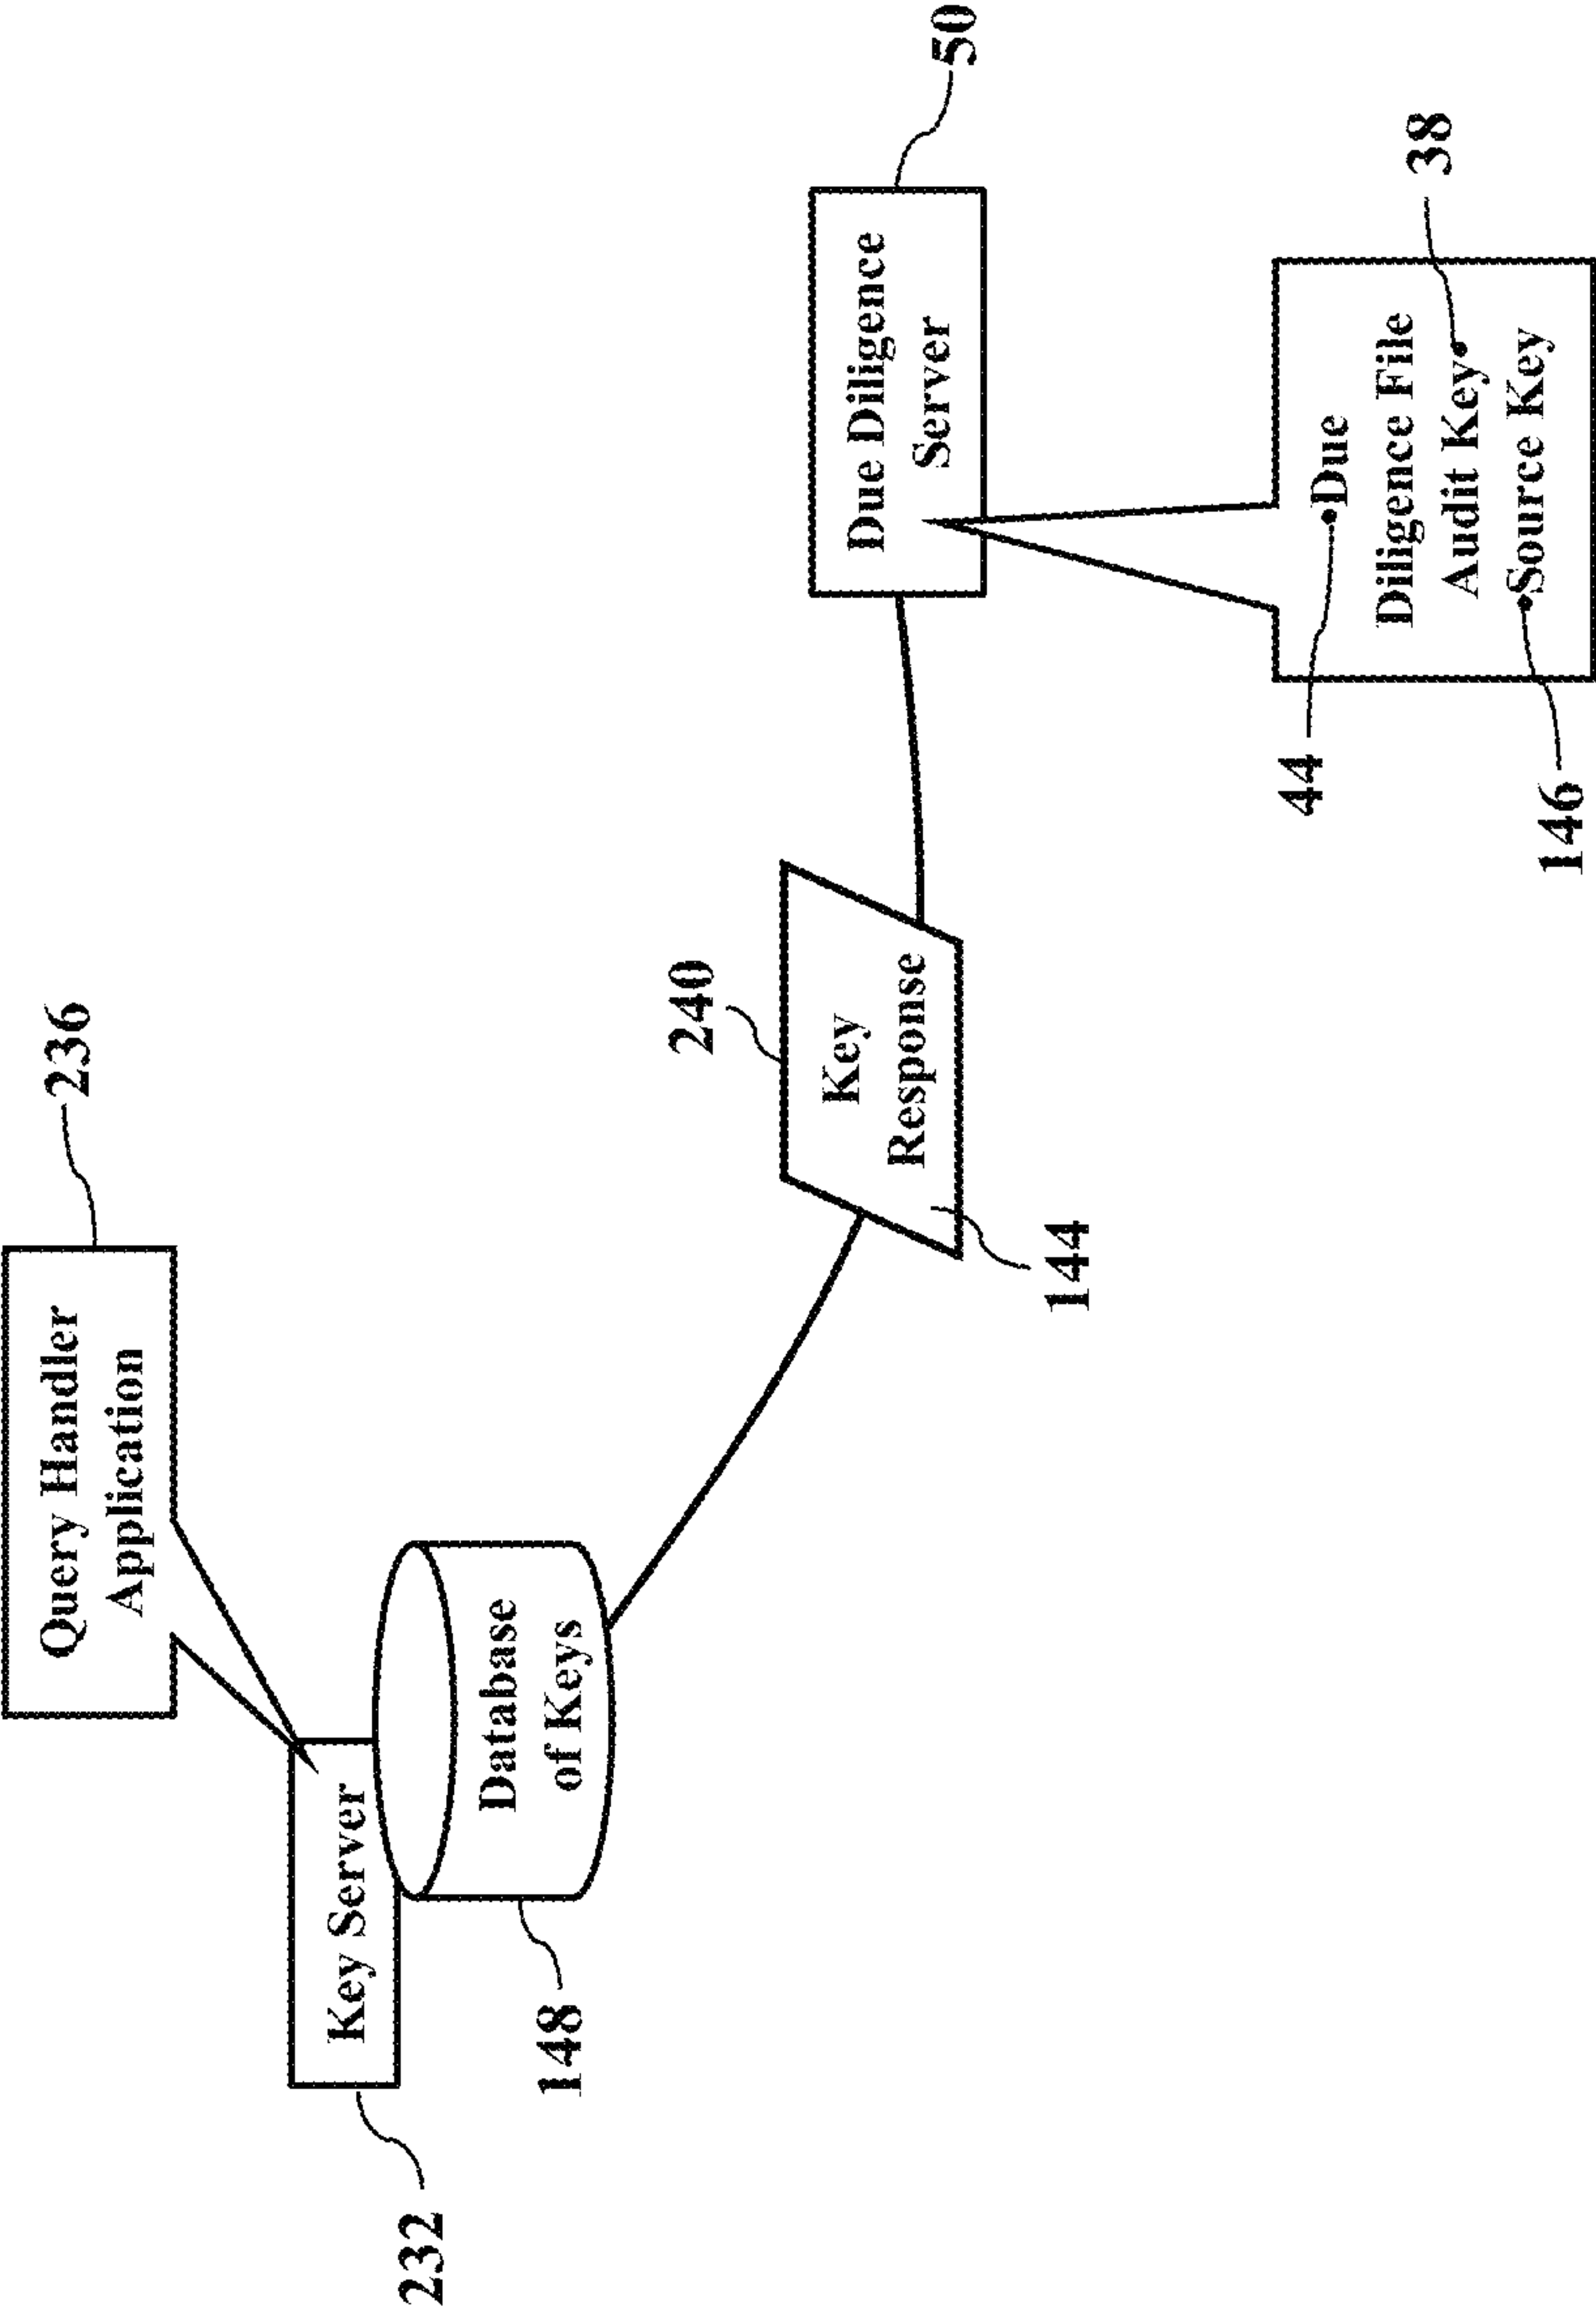 236
Query Handler
Application
Key Server
232
Database
of Keys
148
240
Key
Response
144
50
Due Diligence
Server
44
Due
Diligence File
Audit Key
38
Source Key
146